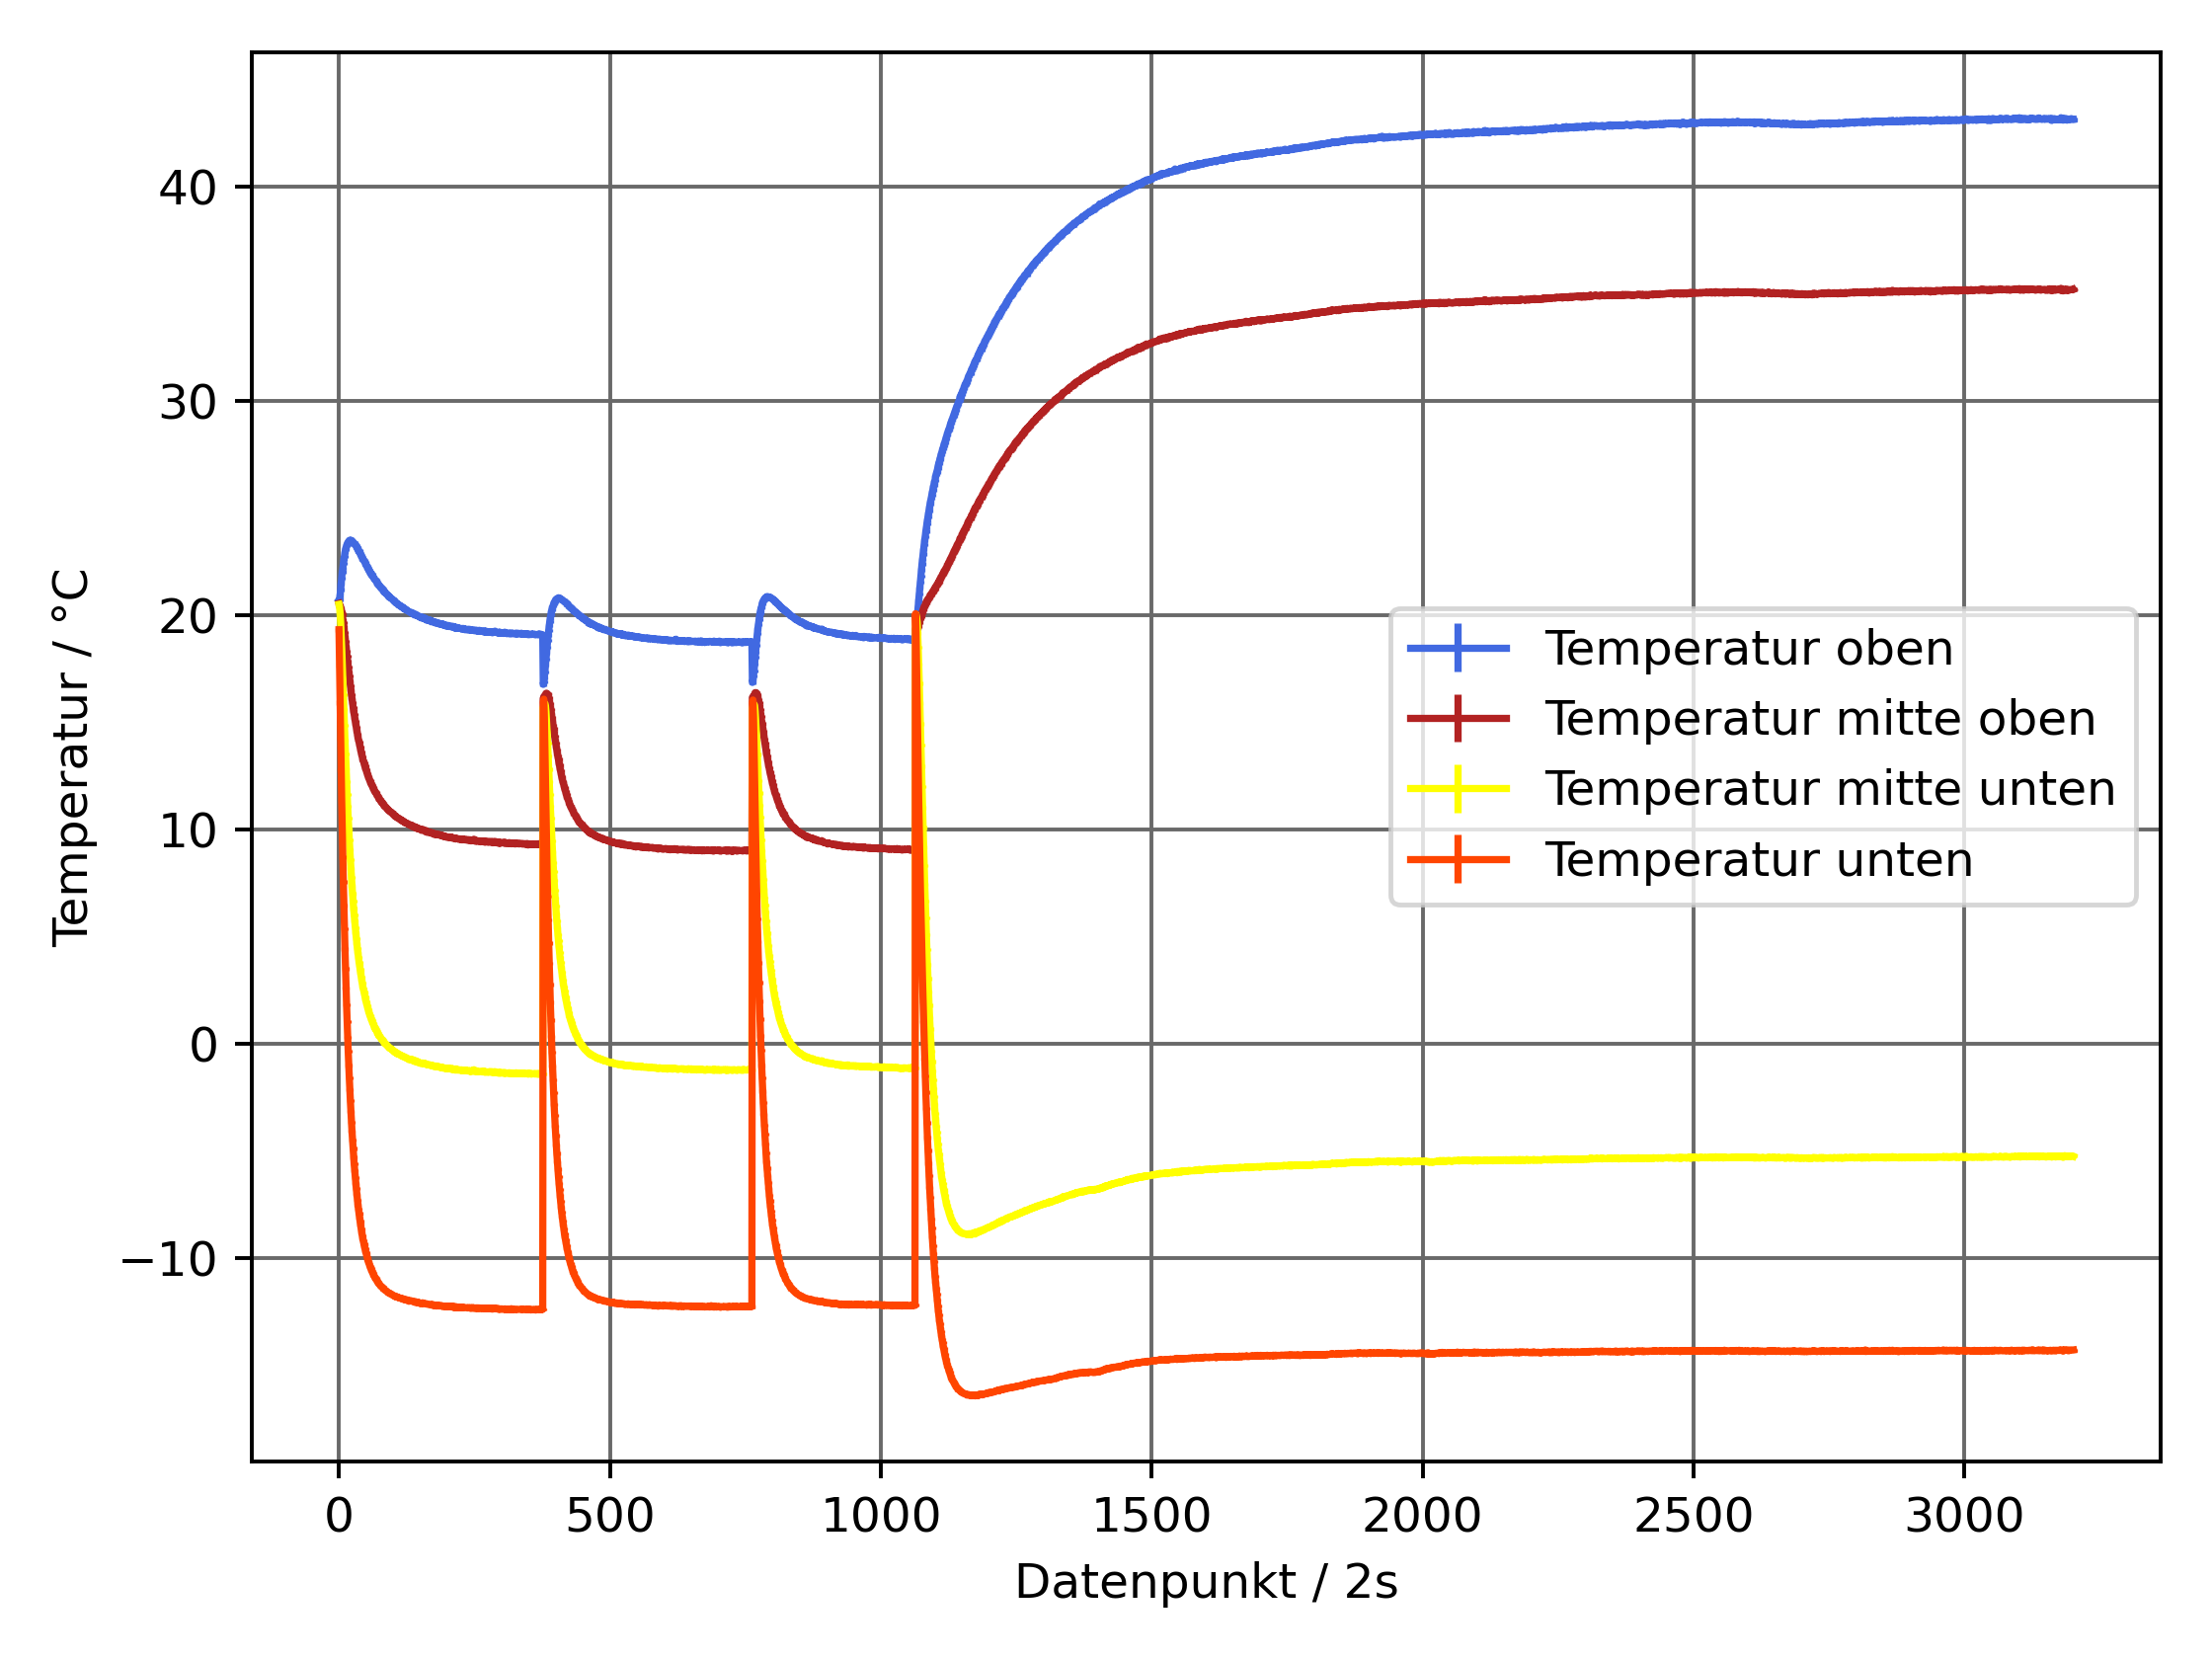 Temperatur / °C
40
30
20
10
0
−10
Temperatur oben
Temperatur mitte oben
Temperatur mitte unten
Temperatur unten
0 500 1000 1500 2000 2500 3000
Datenpunkt / 2s